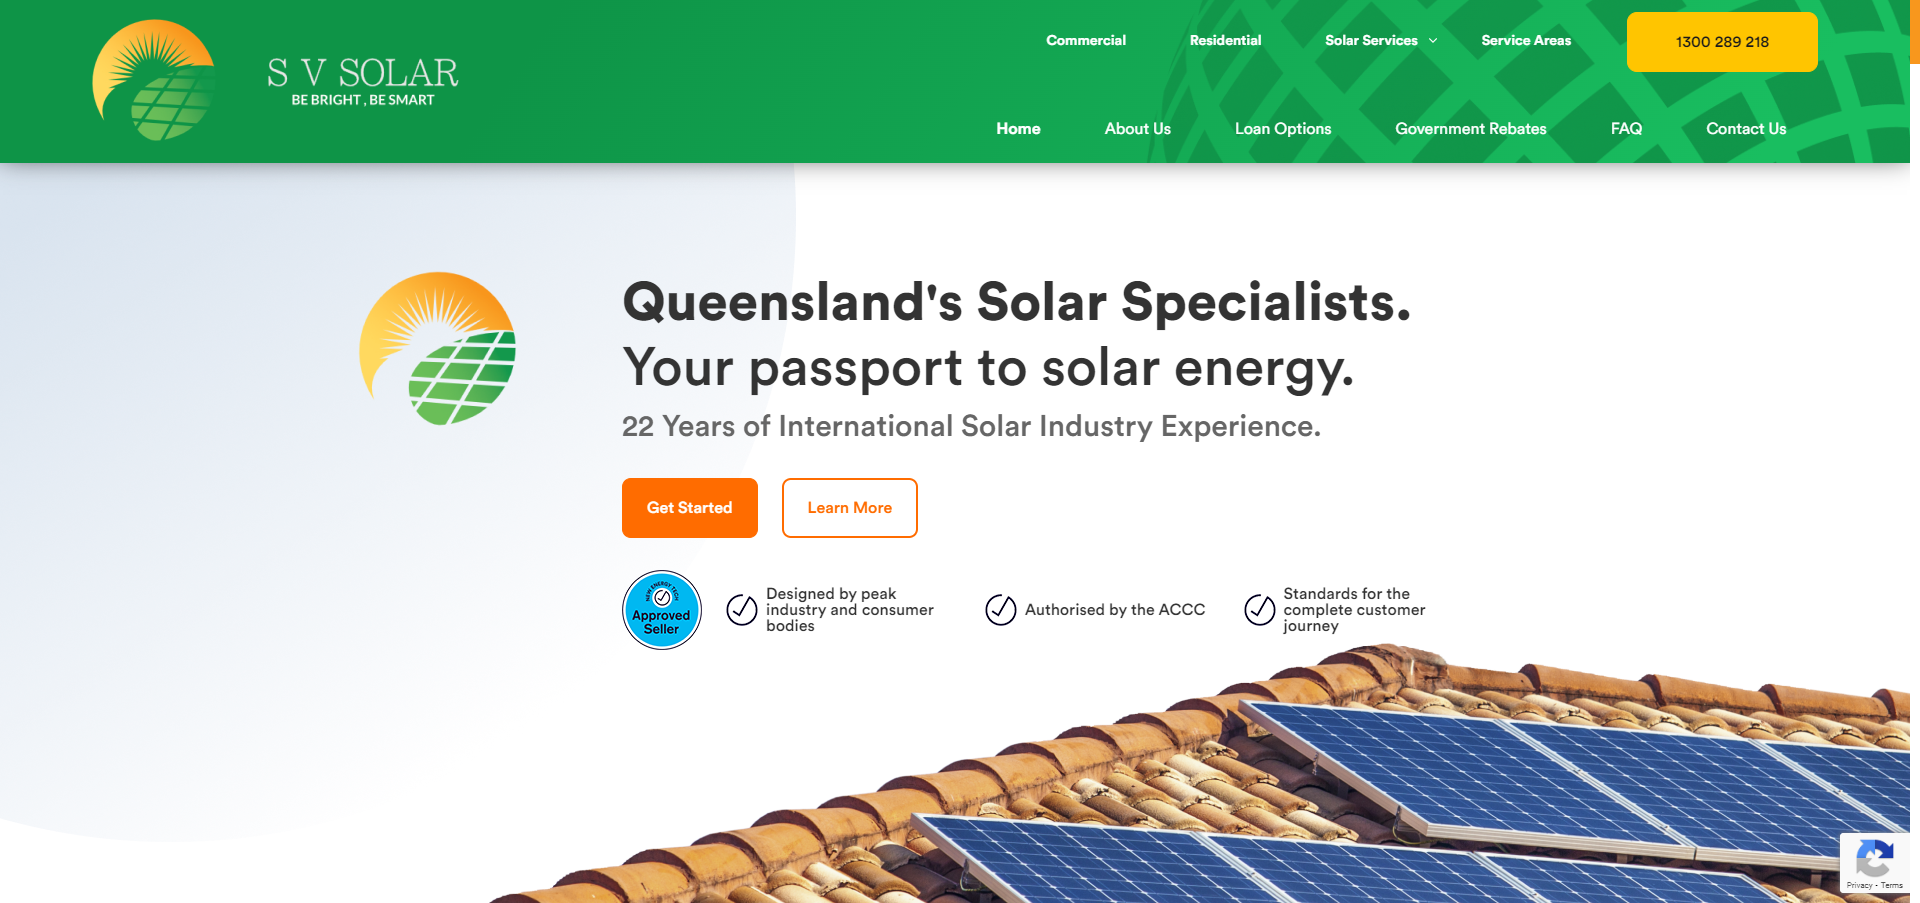 Commercial
Residential
Solar Services
Service Areas
1300 289 218
S V SOLAR
BE BRIGHT , BE SMART
Home
About Us
Loan Options
Government Rebates
FAQ
Contact Us
Queensland's Solar Specialists.
Your passport to solar energy.
22 Years of International Solar Industry Experience.
Get Started
Learn More
NEW ENERGY TECH
Approved
Seller
Designed by peak
industry and consumer
bodies
Authorised by the ACCC
Standards for the
complete customer
journey
Privacy - Terms